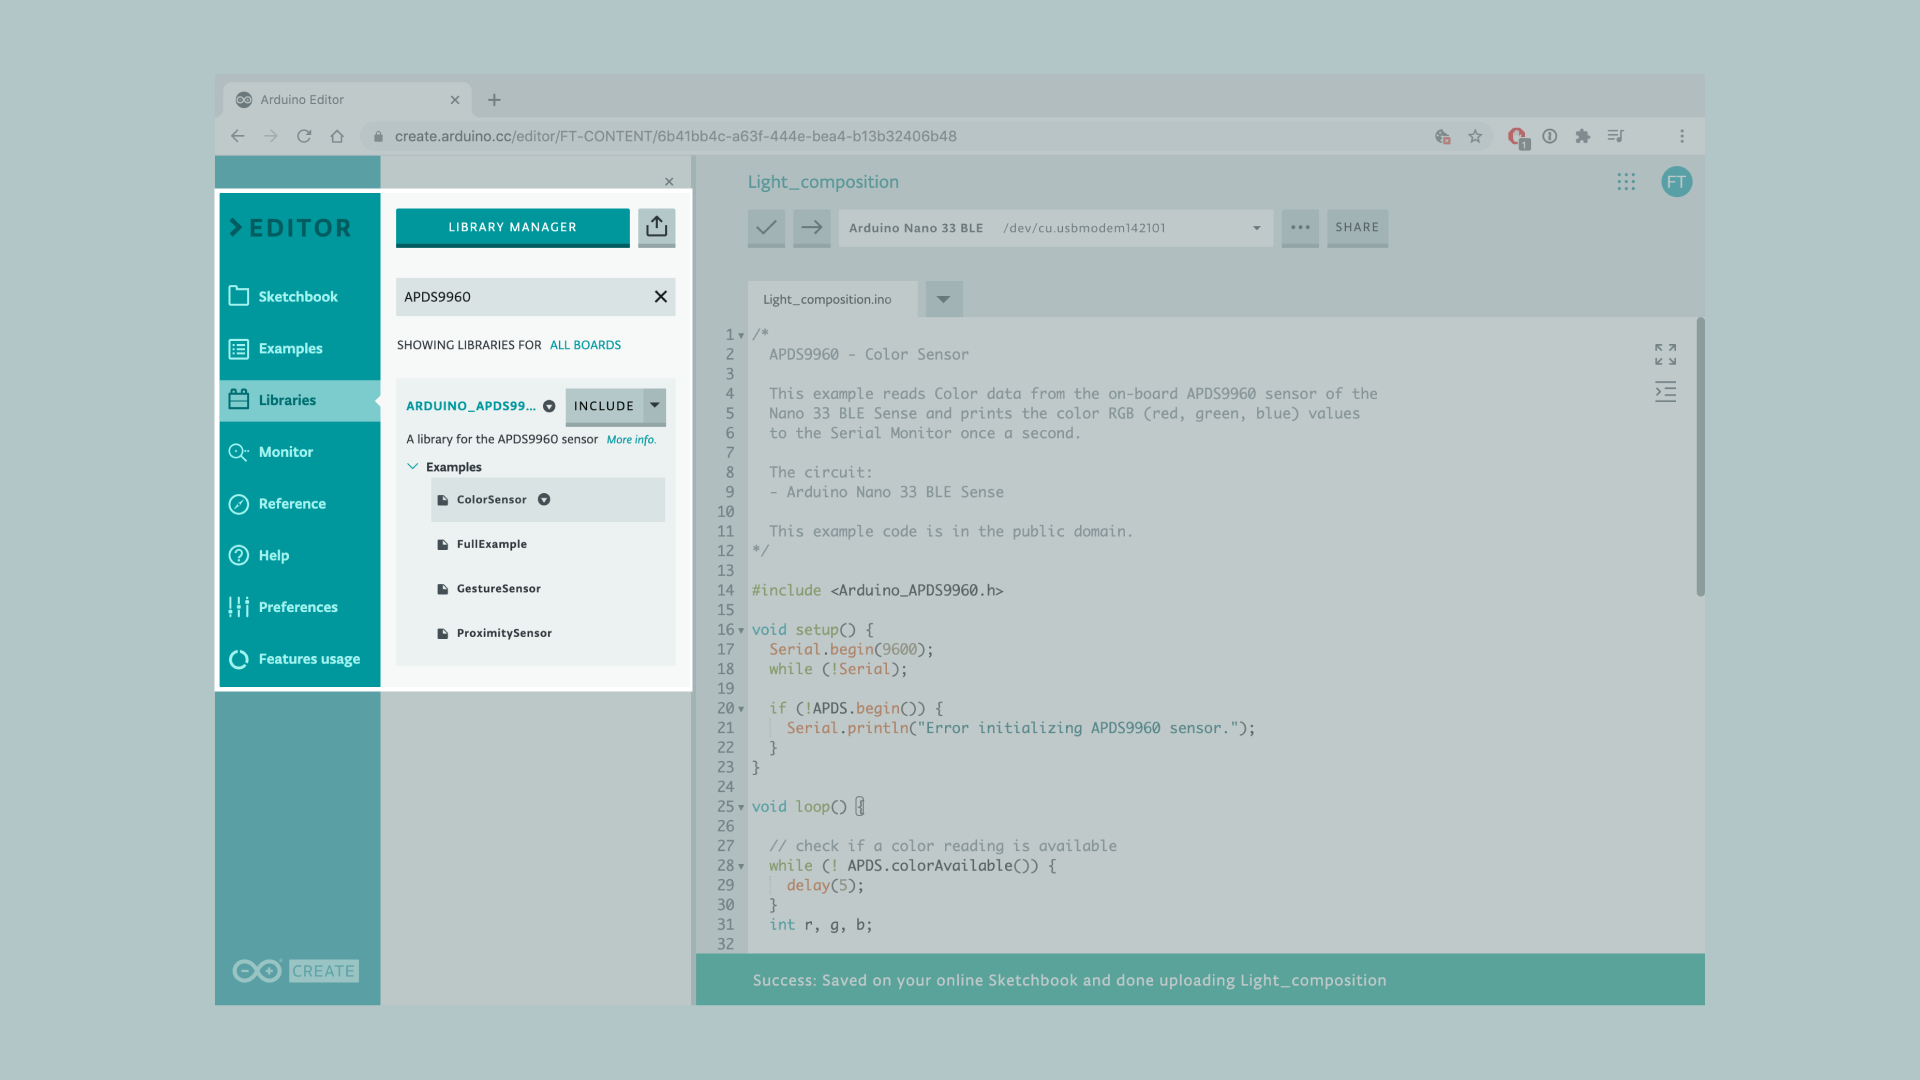 Arduino Editor
create.arduino.cc/editor/FT-CONTENT/6b41bb4c-a63f-444e-bea4-b13b32406b48
1
EDITOR
Sketchbook
Examples
Libraries
Monitor
Reference
Help
Preferences
Features usage
CREATE
LIBRARY MANAGER
APDS9960
SHOWING LIBRARIES FOR ALL BOARDS
ARDUINO_APDS99...
INCLUDE
A library for the APDS9960 sensor More info.
Examples
ColorSensor
FullExample
GestureSensor
ProximitySensor
Light_composition
FT
Arduino Nano 33 BLE /dev/cu.usbmodem142101
SHARE
Light_composition.ino
1 /*
2 APDS9960 - Color Sensor
3
4 This example reads Color data from the on-board APDS9960 sensor of the
5 Nano 33 BLE Sense and prints the color RGB (red, green, blue) values
6 to the Serial Monitor once a second.
7
8 The circuit:
9 - Arduino Nano 33 BLE Sense
10
11 This example code is in the public domain.
12 */
13
14 #include <Arduino_APDS9960.h>
15
16 void setup() {
17 Serial.begin(9600);
18 while (!Serial);
19
20 if (!APDS.begin()) {
21 Serial.println("Error initializing APDS9960 sensor.");
22 }
23 }
24
25 void loop() {
26
27 // check if a color reading is available
28 while (! APDS.colorAvailable()) {
29 delay(5);
30 }
31 int r, g, b;
32
Success: Saved on your online Sketchbook and done uploading Light_composition